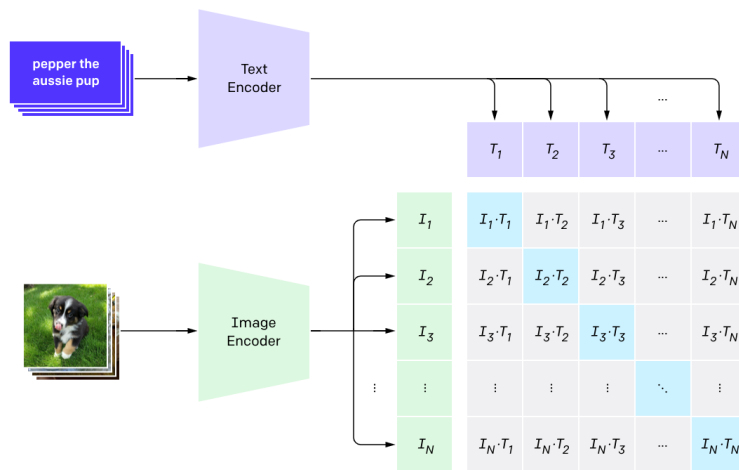 pepper the
aussie pup
Text
Encoder
...
T1 T2 T3 ... TN
I1 I1·T1 I1·T2 I1·T3 ... I1·TN
I2 I2·T1 I2·T2 I2·T3 ... I2·TN
Image
Encoder
I3 I3·T1 I3·T2 I3·T3 ... I3·TN
⋮ ⋮ ⋮ ⋮ ⋮ ⋱ ⋮
IN IN·T1 IN·T2 IN·T3 ... IN·TN